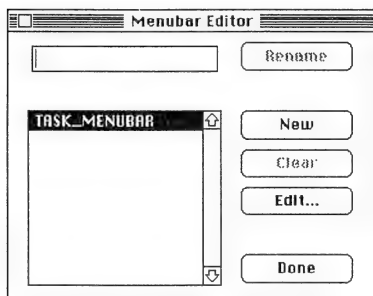 Menubar Editor
Rename
TASK_MENUBAR
New
Clear
Edit...
Done